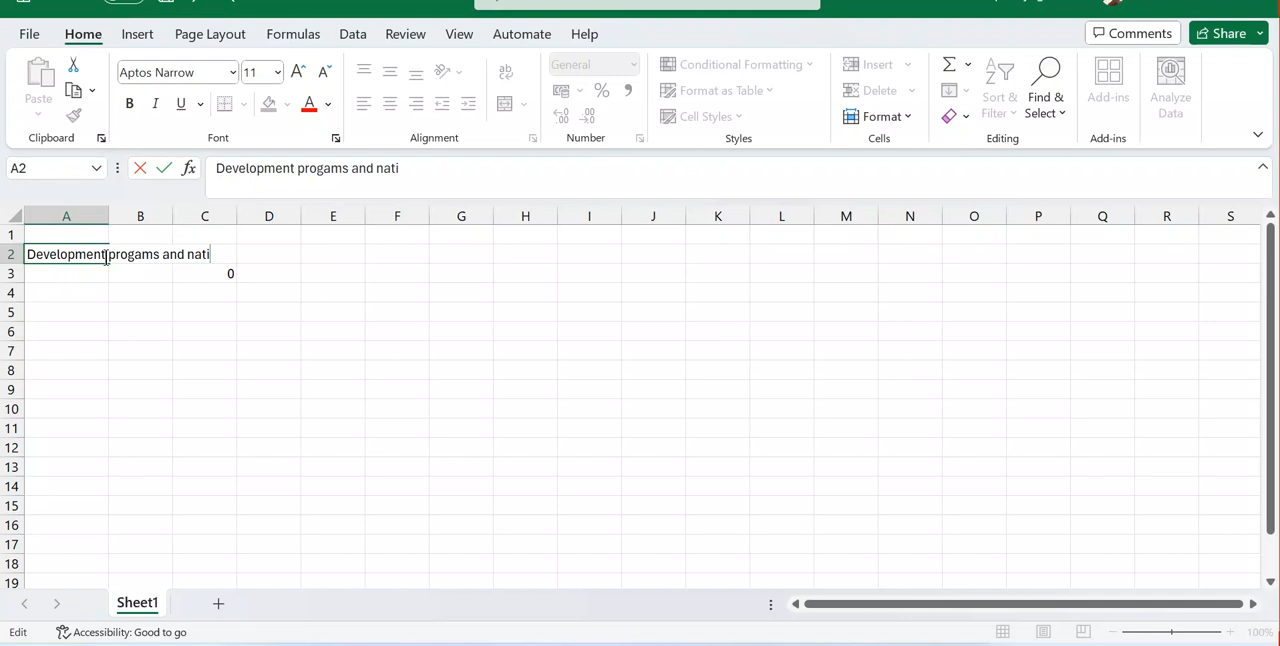 File Home Insert Page Layout Formulas Data Review View Automate Help Comments Share
Aptos Narrow 11 A^ A˅ ab General Conditional Formatting Insert Σ
Paste Format as Table Delete Sort & Filter Find & Select Add-ins Analyze Data
B I U A % 9 Cell Styles Format
Clipboard Font Alignment Number Styles Cells Editing Add-ins
A2 fx Development progams and nati
A B C D E F G H I J K L M N O P Q R S
1
2 Development progams and nati
3 0
4
5
6
7
8
9
10
11
12
13
14
15
16
17
18
19
Sheet1 +
Edit Accessibility: Good to go 100%